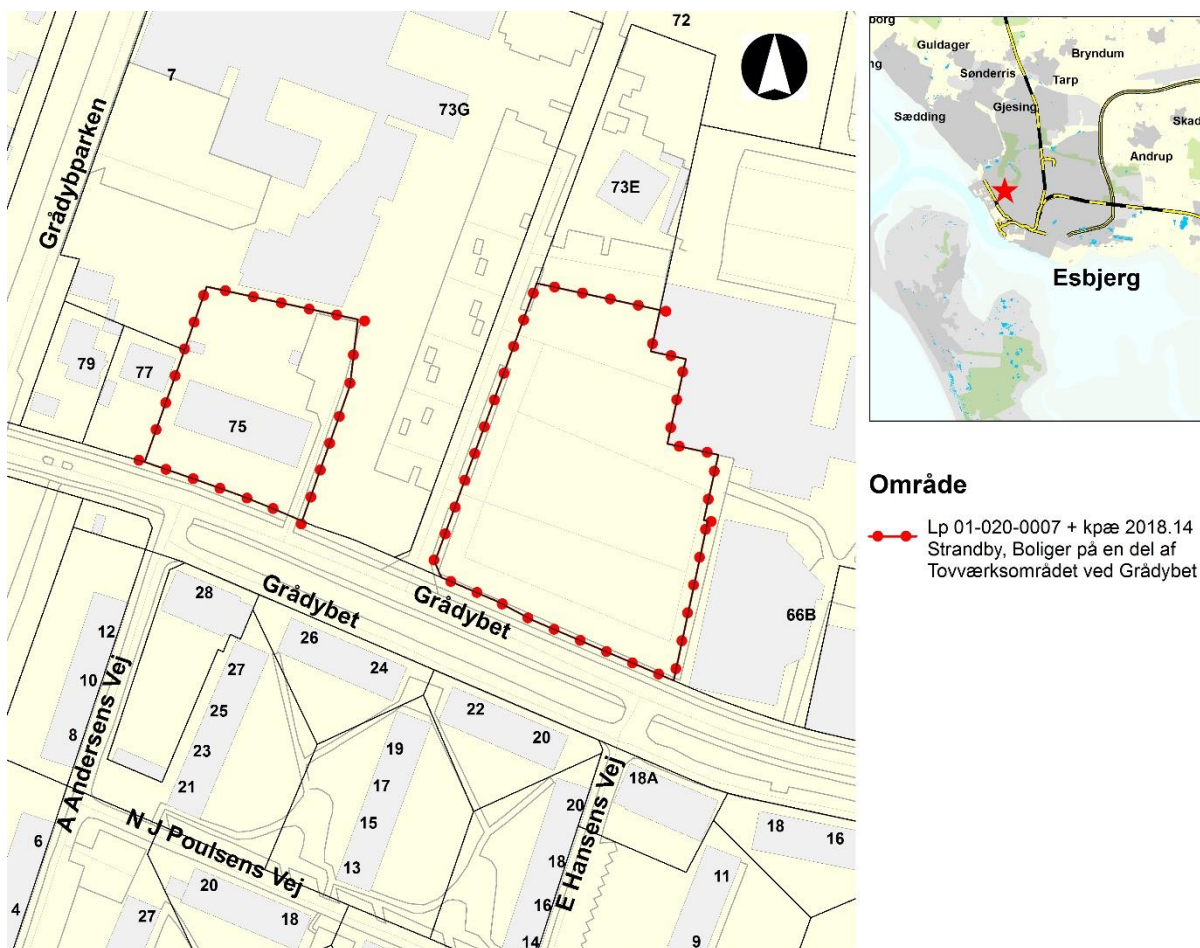 72
7
73G
Grådybparken
73E
79
77
75
66B
Grådybet
Grådybet
28
26
24
22
20
12
10
8
A Andersens Vej
27
25
23
21
19
17
15
13
18A
20
18
16
14
E Hansens Vej
18
16
11
9
N J Poulsens Vej
6
4
20
18
27
borg
Guldager
Bryndum
ng
Sønderris
Tarp
Gjesing
Sædding
Skad
Andrup
Esbjerg
Område
Lp 01-020-0007 + kpæ 2018.14
Strandby, Boliger på en del af
Tovværksområdet ved Grådybet